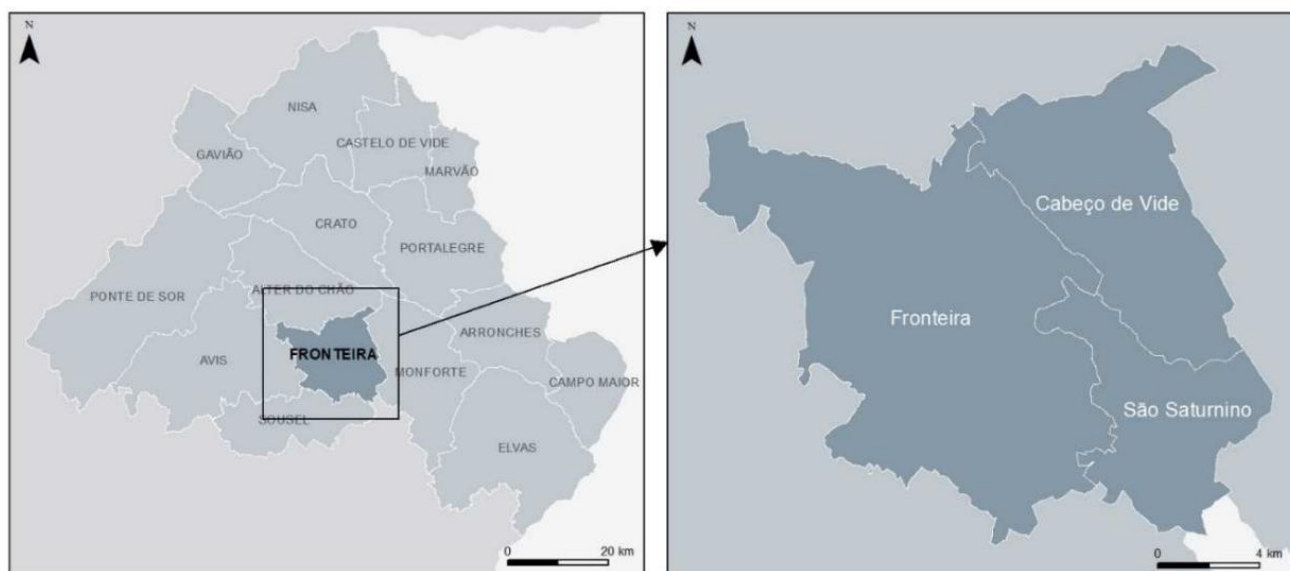 N
NISA
CASTELO DE VIDE
GAVIÃO
MARVÃO
CRATO
PORTALEGRE
PONTE DE SOR
ALTER DO CHÃO
ARRONCHES
FRONTEIRA
AVIS
MONFORTE
CAMPO MAIOR
SOUSEL
ELVAS
0 20 km
N
Cabeço de Vide
Fronteira
São Saturnino
0 4 km